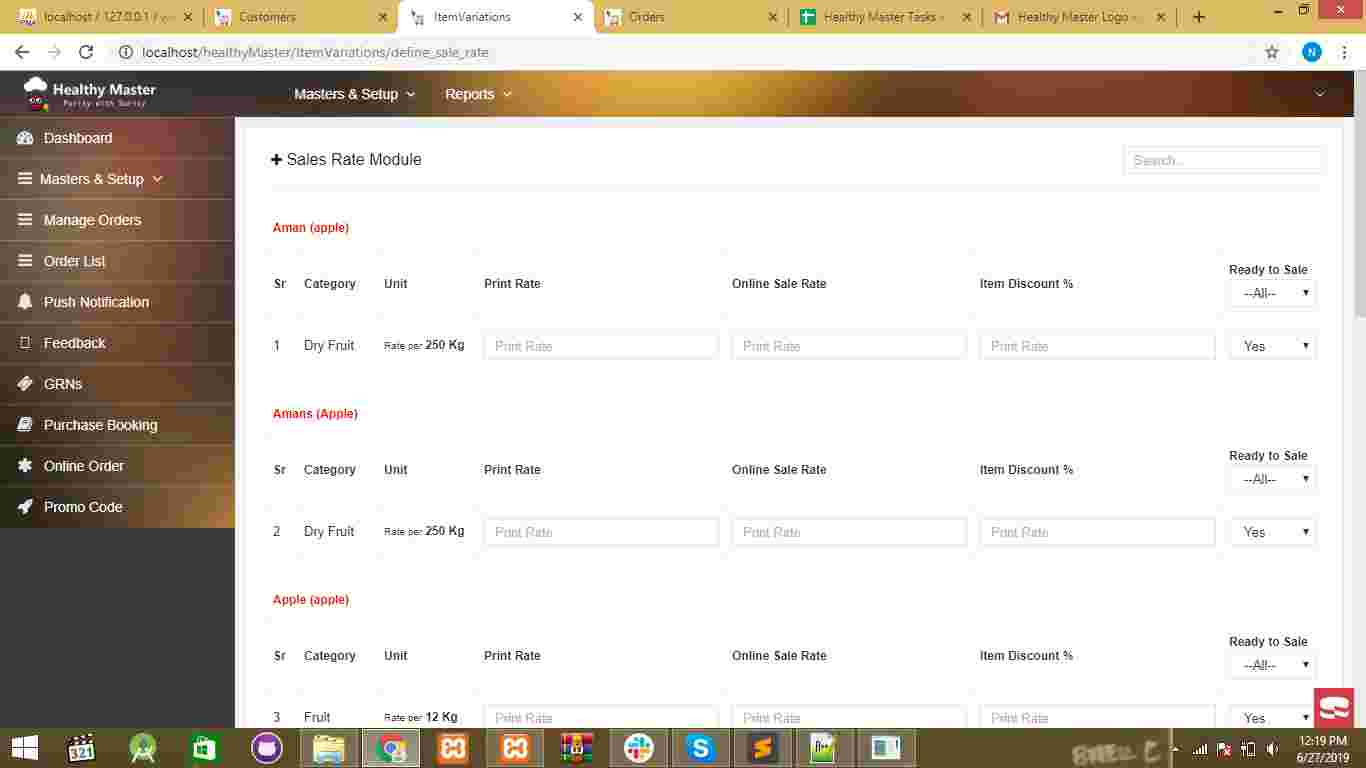 localhost / 127.0.0.1 /
Customers
ItemVariations
Orders
Healthy Master Tasks -
Healthy Master Logo -
localhost/healthyMaster/ItemVariations/define_sale_rate
N
Healthy Master
Purity with Surity
Masters & Setup
Reports
Dashboard
Masters & Setup
Manage Orders
Order List
Push Notification
Feedback
GRNs
Purchase Booking
Online Order
Promo Code
+ Sales Rate Module
Search...
Aman (apple)
Sr Category Unit Print Rate Online Sale Rate Item Discount % Ready to Sale
--All--
1 Dry Fruit Rate per 250 Kg Print Rate Print Rate Print Rate Yes
Amans (Apple)
Sr Category Unit Print Rate Online Sale Rate Item Discount % Ready to Sale
--All--
2 Dry Fruit Rate per 250 Kg Print Rate Print Rate Print Rate Yes
Apple (apple)
Sr Category Unit Print Rate Online Sale Rate Item Discount % Ready to Sale
--All--
3 Fruit Rate per 12 Kg Print Rate Print Rate Print Rate Yes
321
12:19 PM
6/27/2019